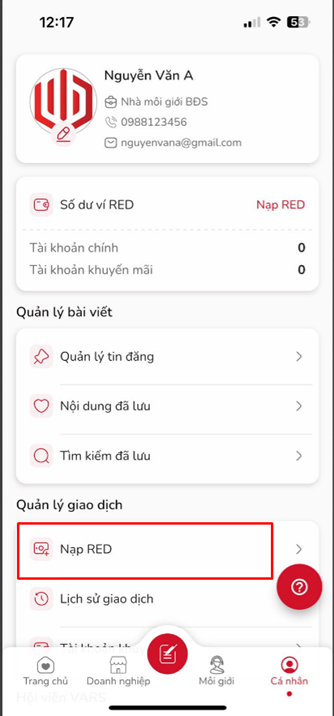 12:17
53
Nguyễn Văn A
Nhà môi giới BĐS
0988123456
nguyenvana@gmail.com
Số dư ví RED
Nạp RED
Tài khoản chính
0
Tài khoản khuyến mãi
0
Quản lý bài viết
Quản lý tin đăng
Nội dung đã lưu
Tìm kiếm đã lưu
Quản lý giao dịch
Nạp RED
Lịch sử giao dịch
Tài khoản
Trang chủ
Doanh nghiệp
Môi giới
Cá nhân
Hội viên VARS